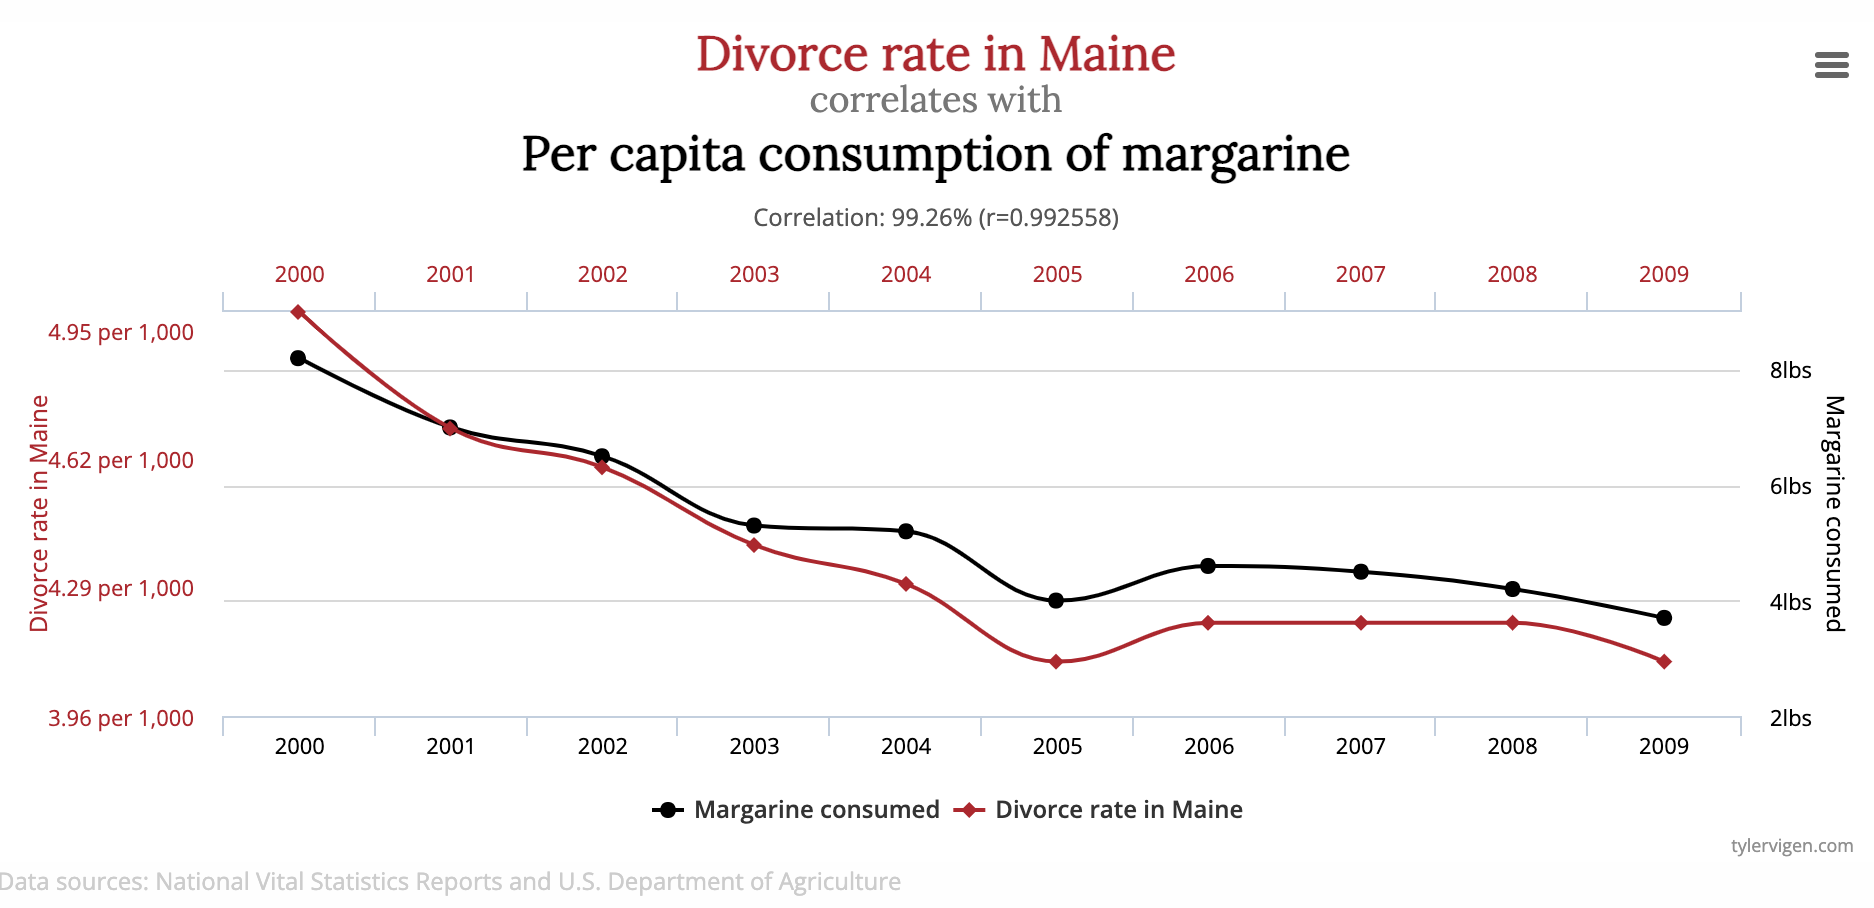 Divorce rate in Maine
correlates with
Per capita consumption of margarine
Correlation: 99.26% (r=0.992558)
2000 2001 2002 2003 2004 2005 2006 2007 2008 2009
Divorce rate in Maine
4.95 per 1,000
4.62 per 1,000
4.29 per 1,000
3.96 per 1,000
8lbs
6lbs
4lbs
2lbs
Margarine consumed
2000 2001 2002 2003 2004 2005 2006 2007 2008 2009
Margarine consumed Divorce rate in Maine
tylervigen.com
Data sources: National Vital Statistics Reports and U.S. Department of Agriculture